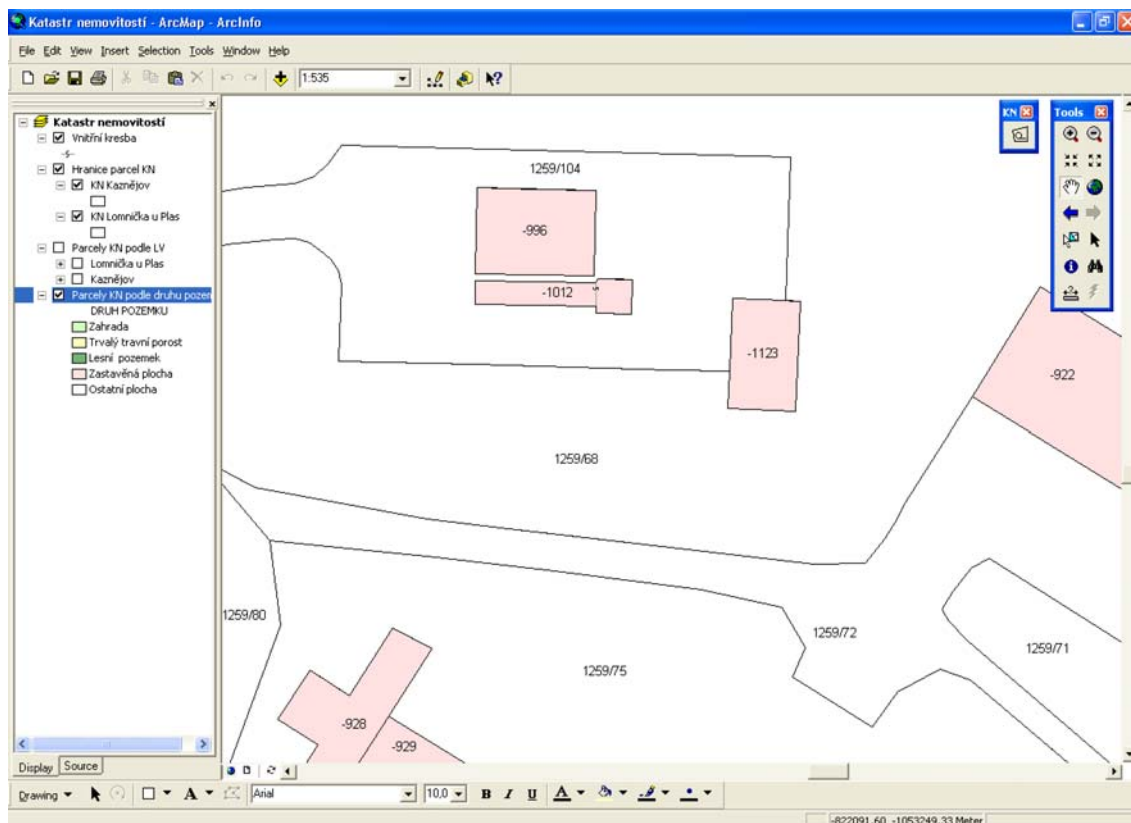 Katastr nemovitostí - ArcMap - ArcInfo
File Edit View Insert Selection Tools Window Help
1:535
Katastr nemovitostí
Vnitřní kresba
Hranice parcel KN
KN Kaznějov
KN Lomnička u Plas
Parcely KN podle LV
Lomnička u Plas
Kaznějov
Parcely KN podle druhu pozem
DRUH POZEMKU
Zahrada
Trvalý travní porost
Lesní pozemek
Zastavěná plocha
Ostatní plocha
Display Source
KN
Tools
1259/104
-996
-1012
-1123
-922
1259/68
1259/80
1259/72
1259/71
1259/75
-928
-929
Drawing A Arial 10,0 B I U A
-822091,60 -1053249,33 Meter